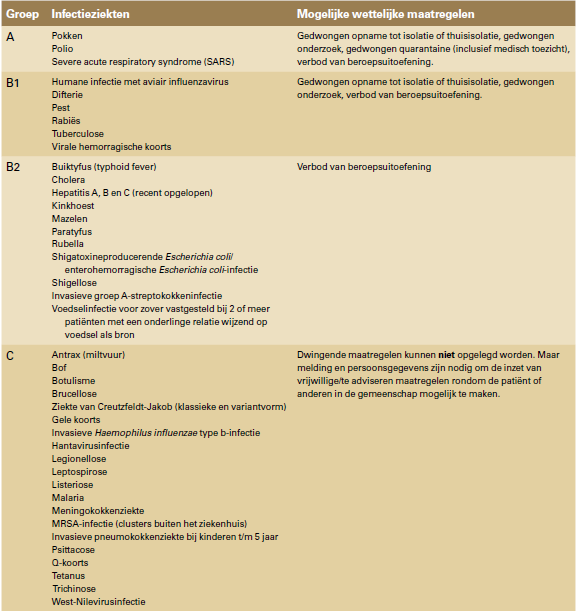 Groep Infectieziekten Mogelijke wettelijke maatregelen
A Pokken Gedwongen opname tot isolatie of thuisisolatie, gedwongen
Polio onderzoek, gedwongen quarantaine (inclusief medisch toezicht),
Severe acute respiratory syndrome (SARS) verbod van beroepsuitoefening.
B1 Humane infectie met aviair influenzavirus Gedwongen opname tot isolatie of thuisisolatie, gedwongen
Difterie onderzoek, verbod van beroepsuitoefening.
Pest
Rabiës
Tuberculose
Virale hemorragische koorts
B2 Buiktyfus (typhoid fever) Verbod van beroepsuitoefening
Cholera
Hepatitis A, B en C (recent opgelopen)
Kinkhoest
Mazelen
Paratyfus
Rubella
Shigatoxineproducerende Escherichia coli/
enterohemorragische Escherichia coli-infectie
Shigellose
Invasieve groep A-streptokokkeninfectie
Voedselinfectie voor zover vastgesteld bij 2 of meer
patiënten met een onderlinge relatie wijzend op
voedsel als bron
C Antrax (miltvuur) Dwingende maatregelen kunnen niet opgelegd worden. Maar
Bof melding en persoonsgegevens zijn nodig om de inzet van
Botulisme vrijwillige/te adviseren maatregelen rondom de patiënt of
Brucellose anderen in de gemeenschap mogelijk te maken.
Ziekte van Creutzfeldt-Jakob (klassieke en variantvorm)
Gele koorts
Invasieve Haemophilus influenzae type b-infectie
Hantavirusinfectie
Legionellose
Leptospirose
Listeriose
Malaria
Meningokokkenziekte
MRSA-infectie (clusters buiten het ziekenhuis)
Invasieve pneumokokkenziekte bij kinderen t/m 5 jaar
Psittacose
Q-koorts
Tetanus
Trichinose
West-Nilevirusinfectie